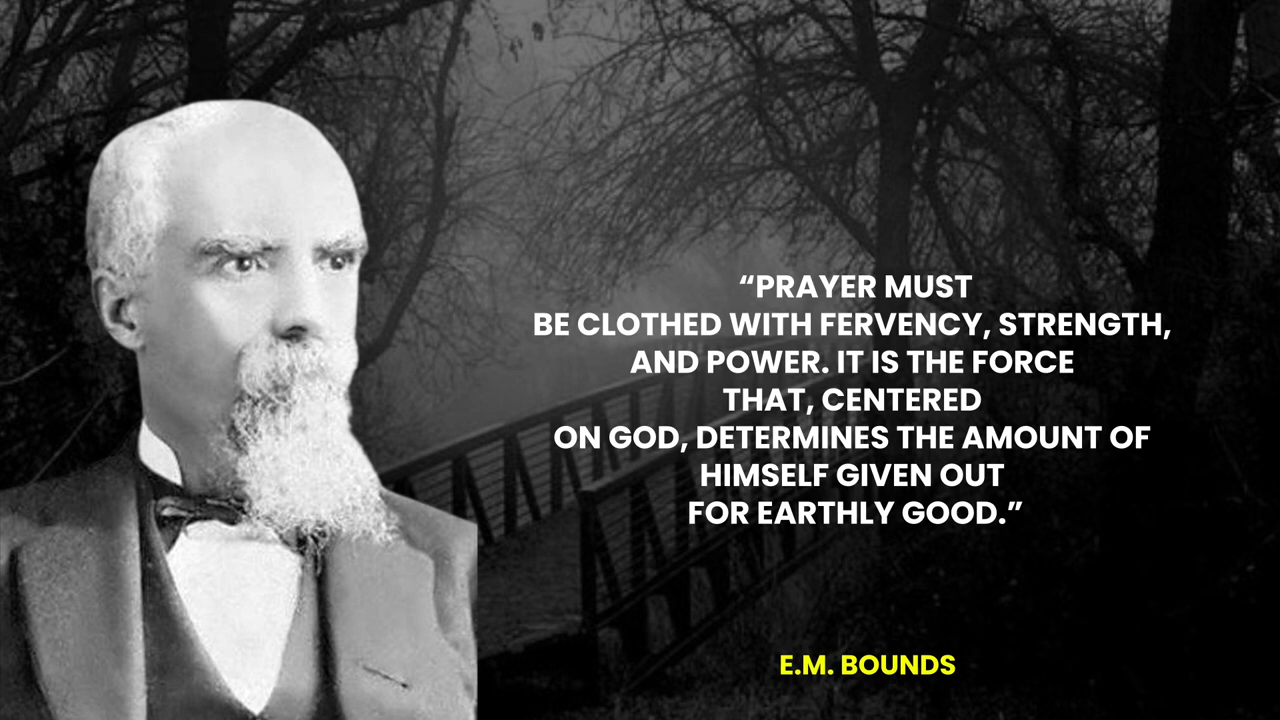 “PRAYER MUST
BE CLOTHED WITH FERVENCY, STRENGTH,
AND POWER. IT IS THE FORCE
THAT, CENTERED
ON GOD, DETERMINES THE AMOUNT OF
HIMSELF GIVEN OUT
FOR EARTHLY GOOD.”
E.M. BOUNDS